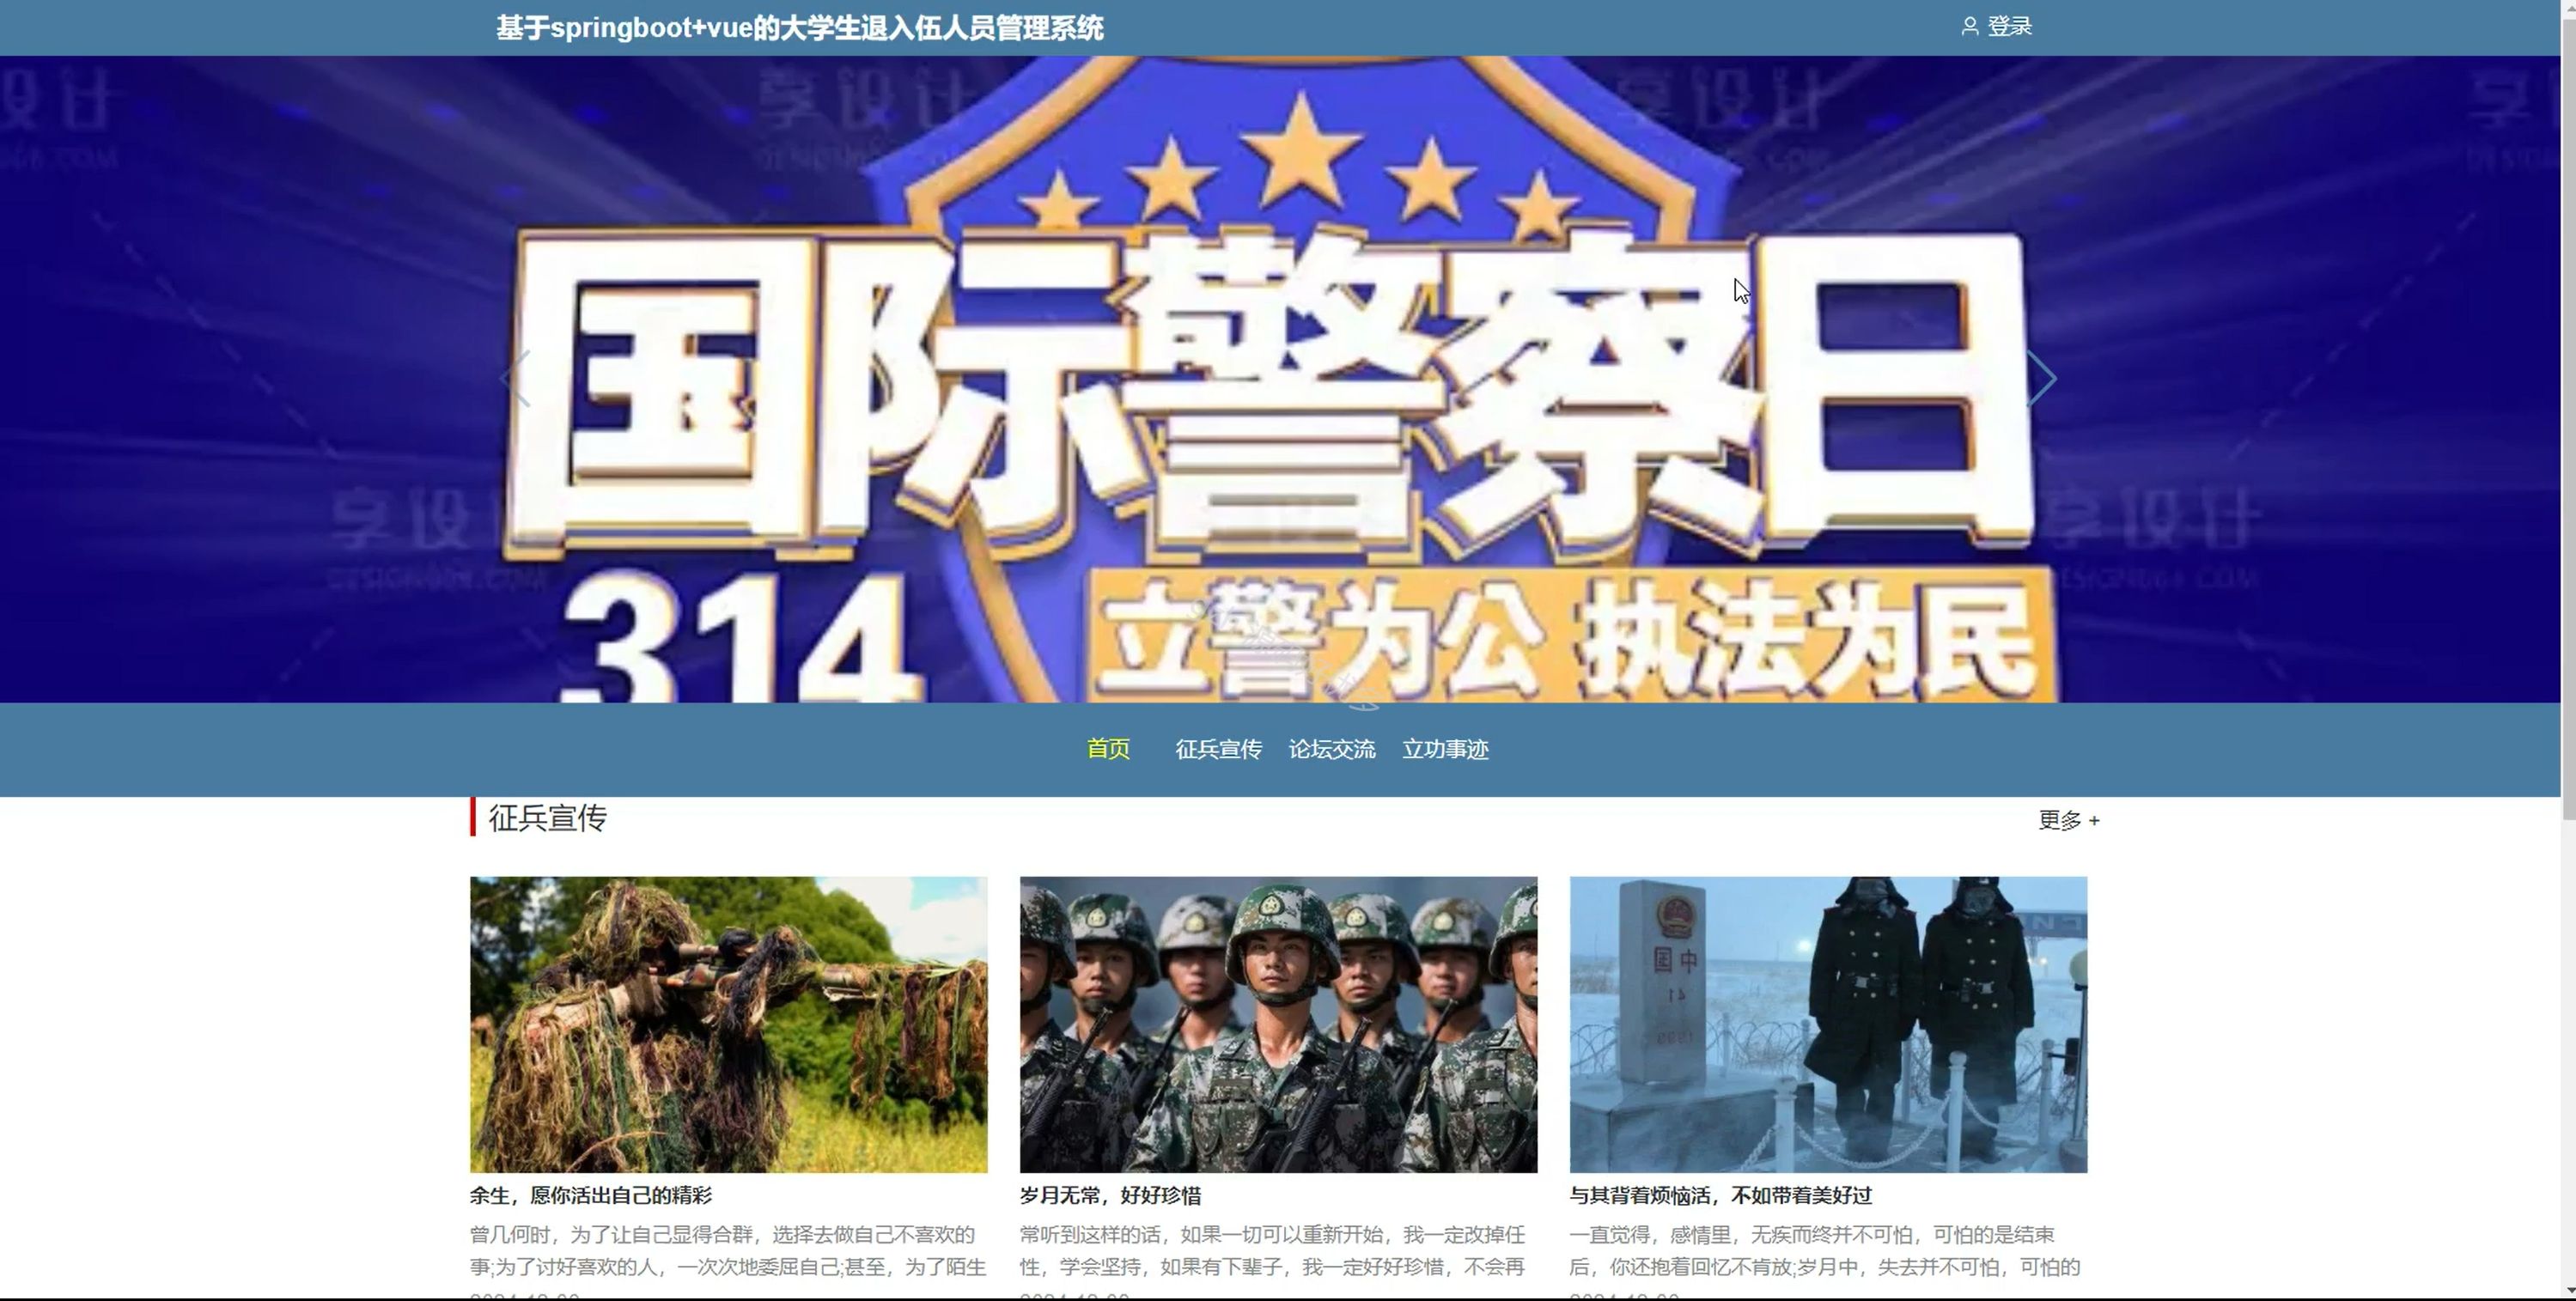 基于springboot+vue的大学生退入伍人员管理系统
登录
享设计
国际警察日
314
立警为公 执法为民
首页
征兵宣传
论坛交流
立功事迹
征兵宣传
更多 +
余生，愿你活出自己的精彩
曾几何时，为了让自己显得合群，选择去做自己不喜欢的
事;为了讨好喜欢的人，一次次地委屈自己;甚至，为了陌生
岁月无常，好好珍惜
常听到这样的话，如果一切可以重新开始，我一定改掉任
性，学会坚持，如果有下辈子，我一定好好珍惜，不会再
与其背着烦恼活，不如带着美好过
一直觉得，感情里，无疾而终并不可怕，可怕的是结束
后，你还抱着回忆不肯放;岁月中，失去并不可怕，可怕的